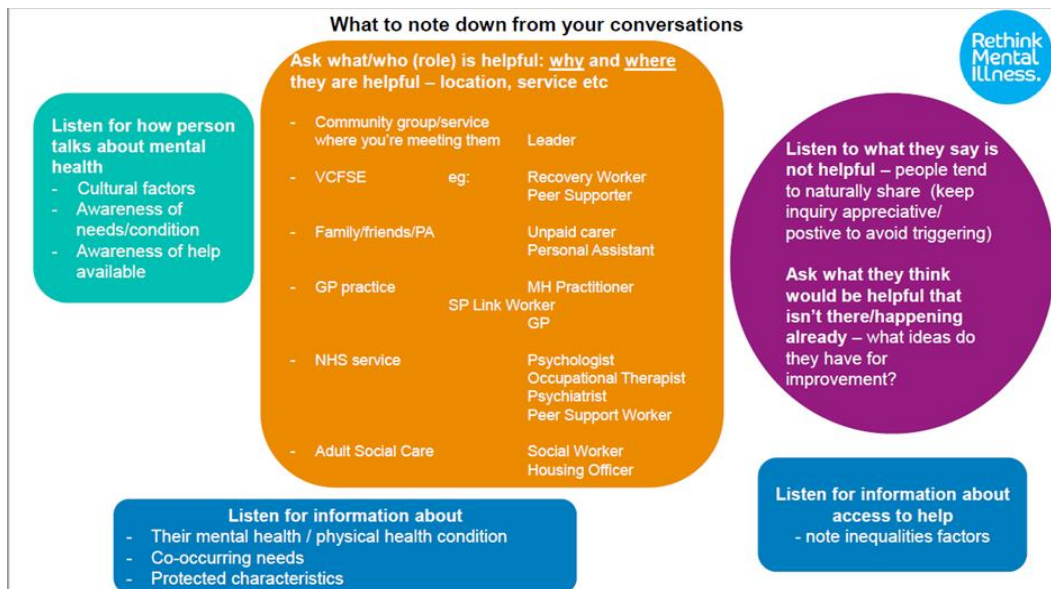 What to note down from your conversations
Rethink
Mental
Illness.
Listen for how person
talks about mental
health
- Cultural factors
- Awareness of
needs/condition
- Awareness of help
available
Ask what/who (role) is helpful: why and where
they are helpful – location, service etc
- Community group/service
where you're meeting them Leader
- VCFSE eg: Recovery Worker
Peer Supporter
- Family/friends/PA Unpaid carer
Personal Assistant
- GP practice MH Practitioner
SP Link Worker
GP
- NHS service Psychologist
Occupational Therapist
Psychiatrist
Peer Support Worker
- Adult Social Care Social Worker
Housing Officer
Listen to what they say is
not helpful – people tend
to naturally share (keep
inquiry appreciative/
postive to avoid triggering)
Ask what they think
would be helpful that
isn't there/happening
already – what ideas do
they have for
improvement?
Listen for information about
- Their mental health / physical health condition
- Co-occurring needs
- Protected characteristics
Listen for information about
access to help
- note inequalities factors